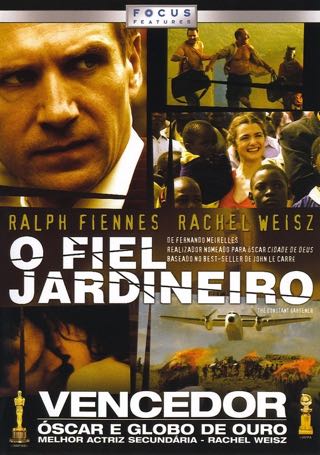 FOCUS
FEATURES
RALPH FIENNES RACHEL WEISZ
O FIEL
JARDINEIRO
DE FERNANDO MEIRELLES
REALIZADOR NOMEADO PARA ÓSCAR CIDADE DE DEUS
BASEADO NO BEST-SELLER DE JOHN LE CARRE
THE CONSTANT GARDENER
VENCEDOR
ÓSCAR E GLOBO DE OURO
MELHOR ACTRIZ SECUNDÁRIA - RACHEL WEISZ